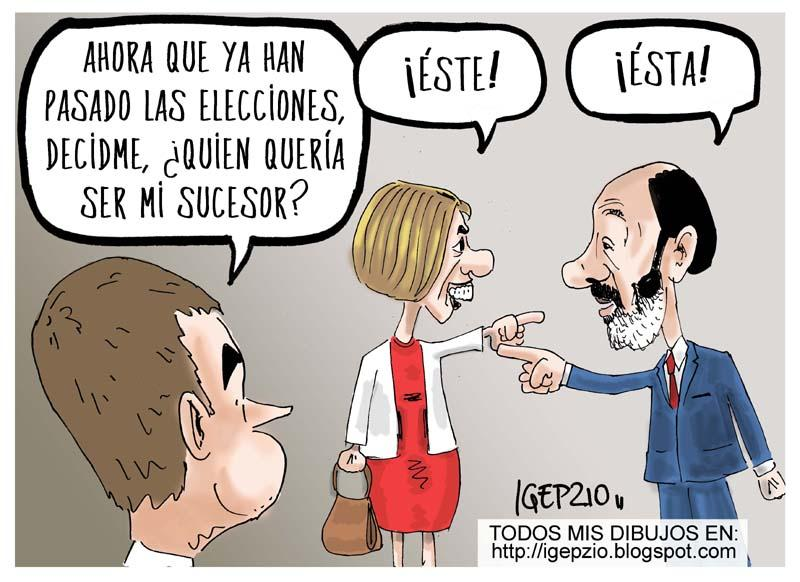 AHORA QUE YA HAN
PASADO LAS ELECCIONES,
DECIDME, ¿QUIEN QUERÍA
SER MI SUCESOR?
¡ÉSTE!
¡ÉSTA!
IGEPZIO
TODOS MIS DIBUJOS EN:
http://igepzio.blogspot.com